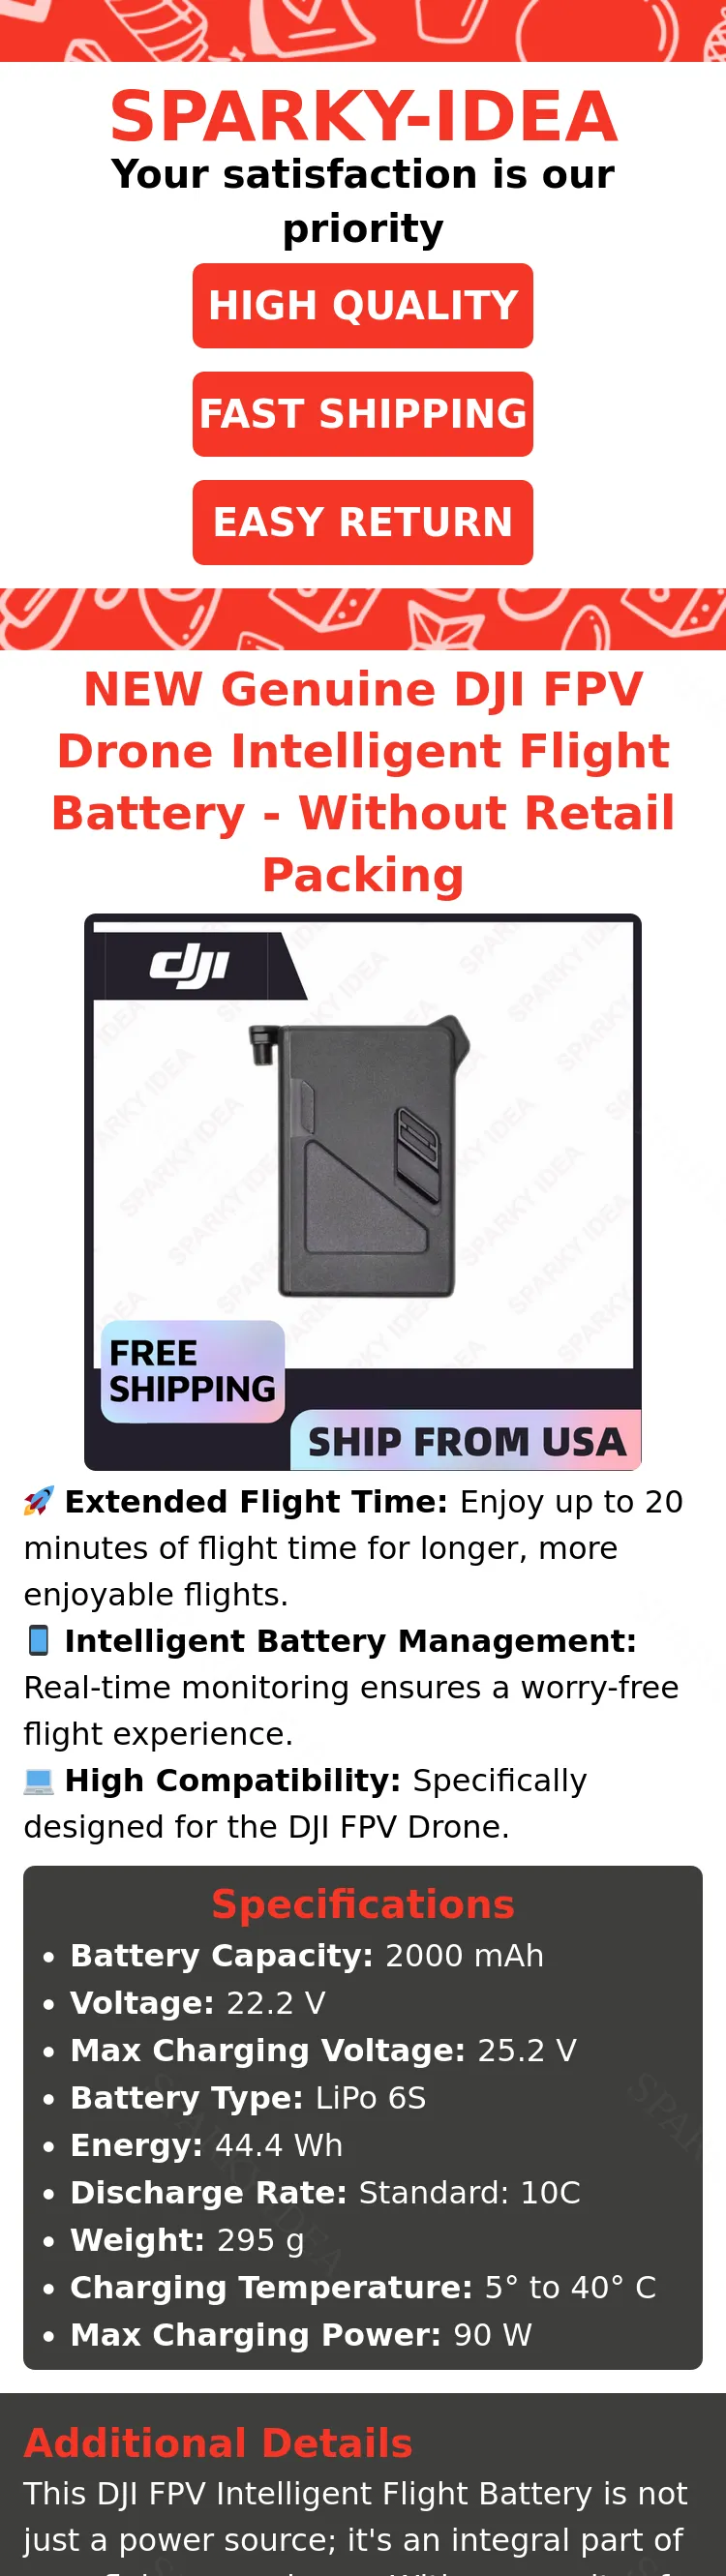 SPARKY-IDEA
Your satisfaction is our
priority
HIGH QUALITY
FAST SHIPPING
EASY RETURN
NEW Genuine DJI FPV
Drone Intelligent Flight
Battery - Without Retail
Packing
dji
FREE
SHIPPING
SHIP FROM USA
🚀 Extended Flight Time: Enjoy up to 20
minutes of flight time for longer, more
enjoyable flights.
📱 Intelligent Battery Management:
Real-time monitoring ensures a worry-free
flight experience.
💻 High Compatibility: Specifically
designed for the DJI FPV Drone.
Specifications
• Battery Capacity: 2000 mAh
• Voltage: 22.2 V
• Max Charging Voltage: 25.2 V
• Battery Type: LiPo 6S
• Energy: 44.4 Wh
• Discharge Rate: Standard: 10C
• Weight: 295 g
• Charging Temperature: 5° to 40° C
• Max Charging Power: 90 W
Additional Details
This DJI FPV Intelligent Flight Battery is not
just a power source; it's an integral part of